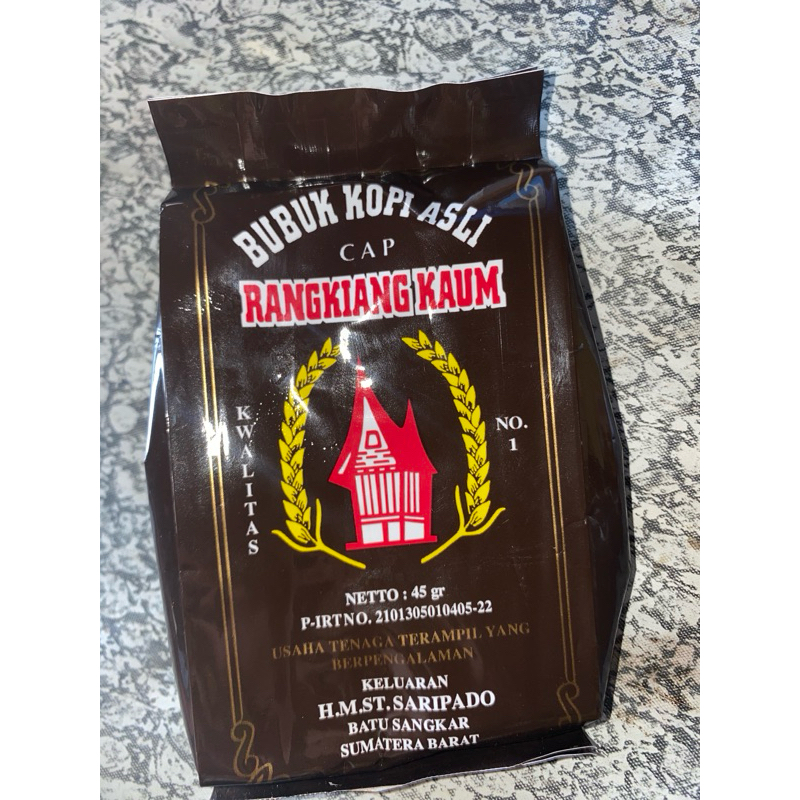 BUBUK KOPI ASLI
CAP
RANGKIANG KAUM
KWALITAS
NO.
1
NETTO : 45 gr
P-IRT NO. 2101305010405-22
USAHA TENAGA TERAMPIL YANG
BERPENGALAMAN
KELUARAN
H.M.ST. SARIPADO
BATU SANGKAR
SUMATERA BARAT